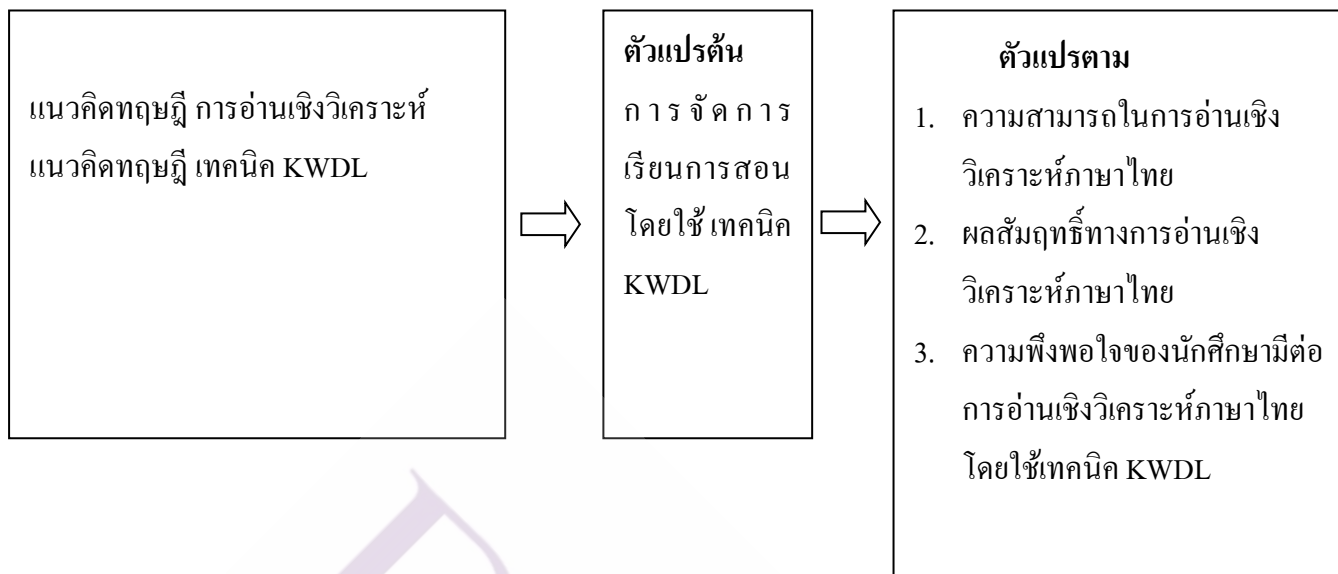 แนวคิดทฤษฎี การอ่านเชิงวิเคราะห์
แนวคิดทฤษฎี เทคนิค KWDL
ตัวแปรต้น
การจัดการ
เรียนการสอน
โดยใช้ เทคนิค
KWDL
ตัวแปรตาม
1. ความสามารถในการอ่านเชิง
วิเคราะห์ภาษาไทย
2. ผลสัมฤทธิ์ทางการอ่านเชิง
วิเคราะห์ภาษาไทย
3. ความพึงพอใจของนักศึกษามีต่อ
การอ่านเชิงวิเคราะห์ภาษาไทย
โดยใช้เทคนิค KWDL